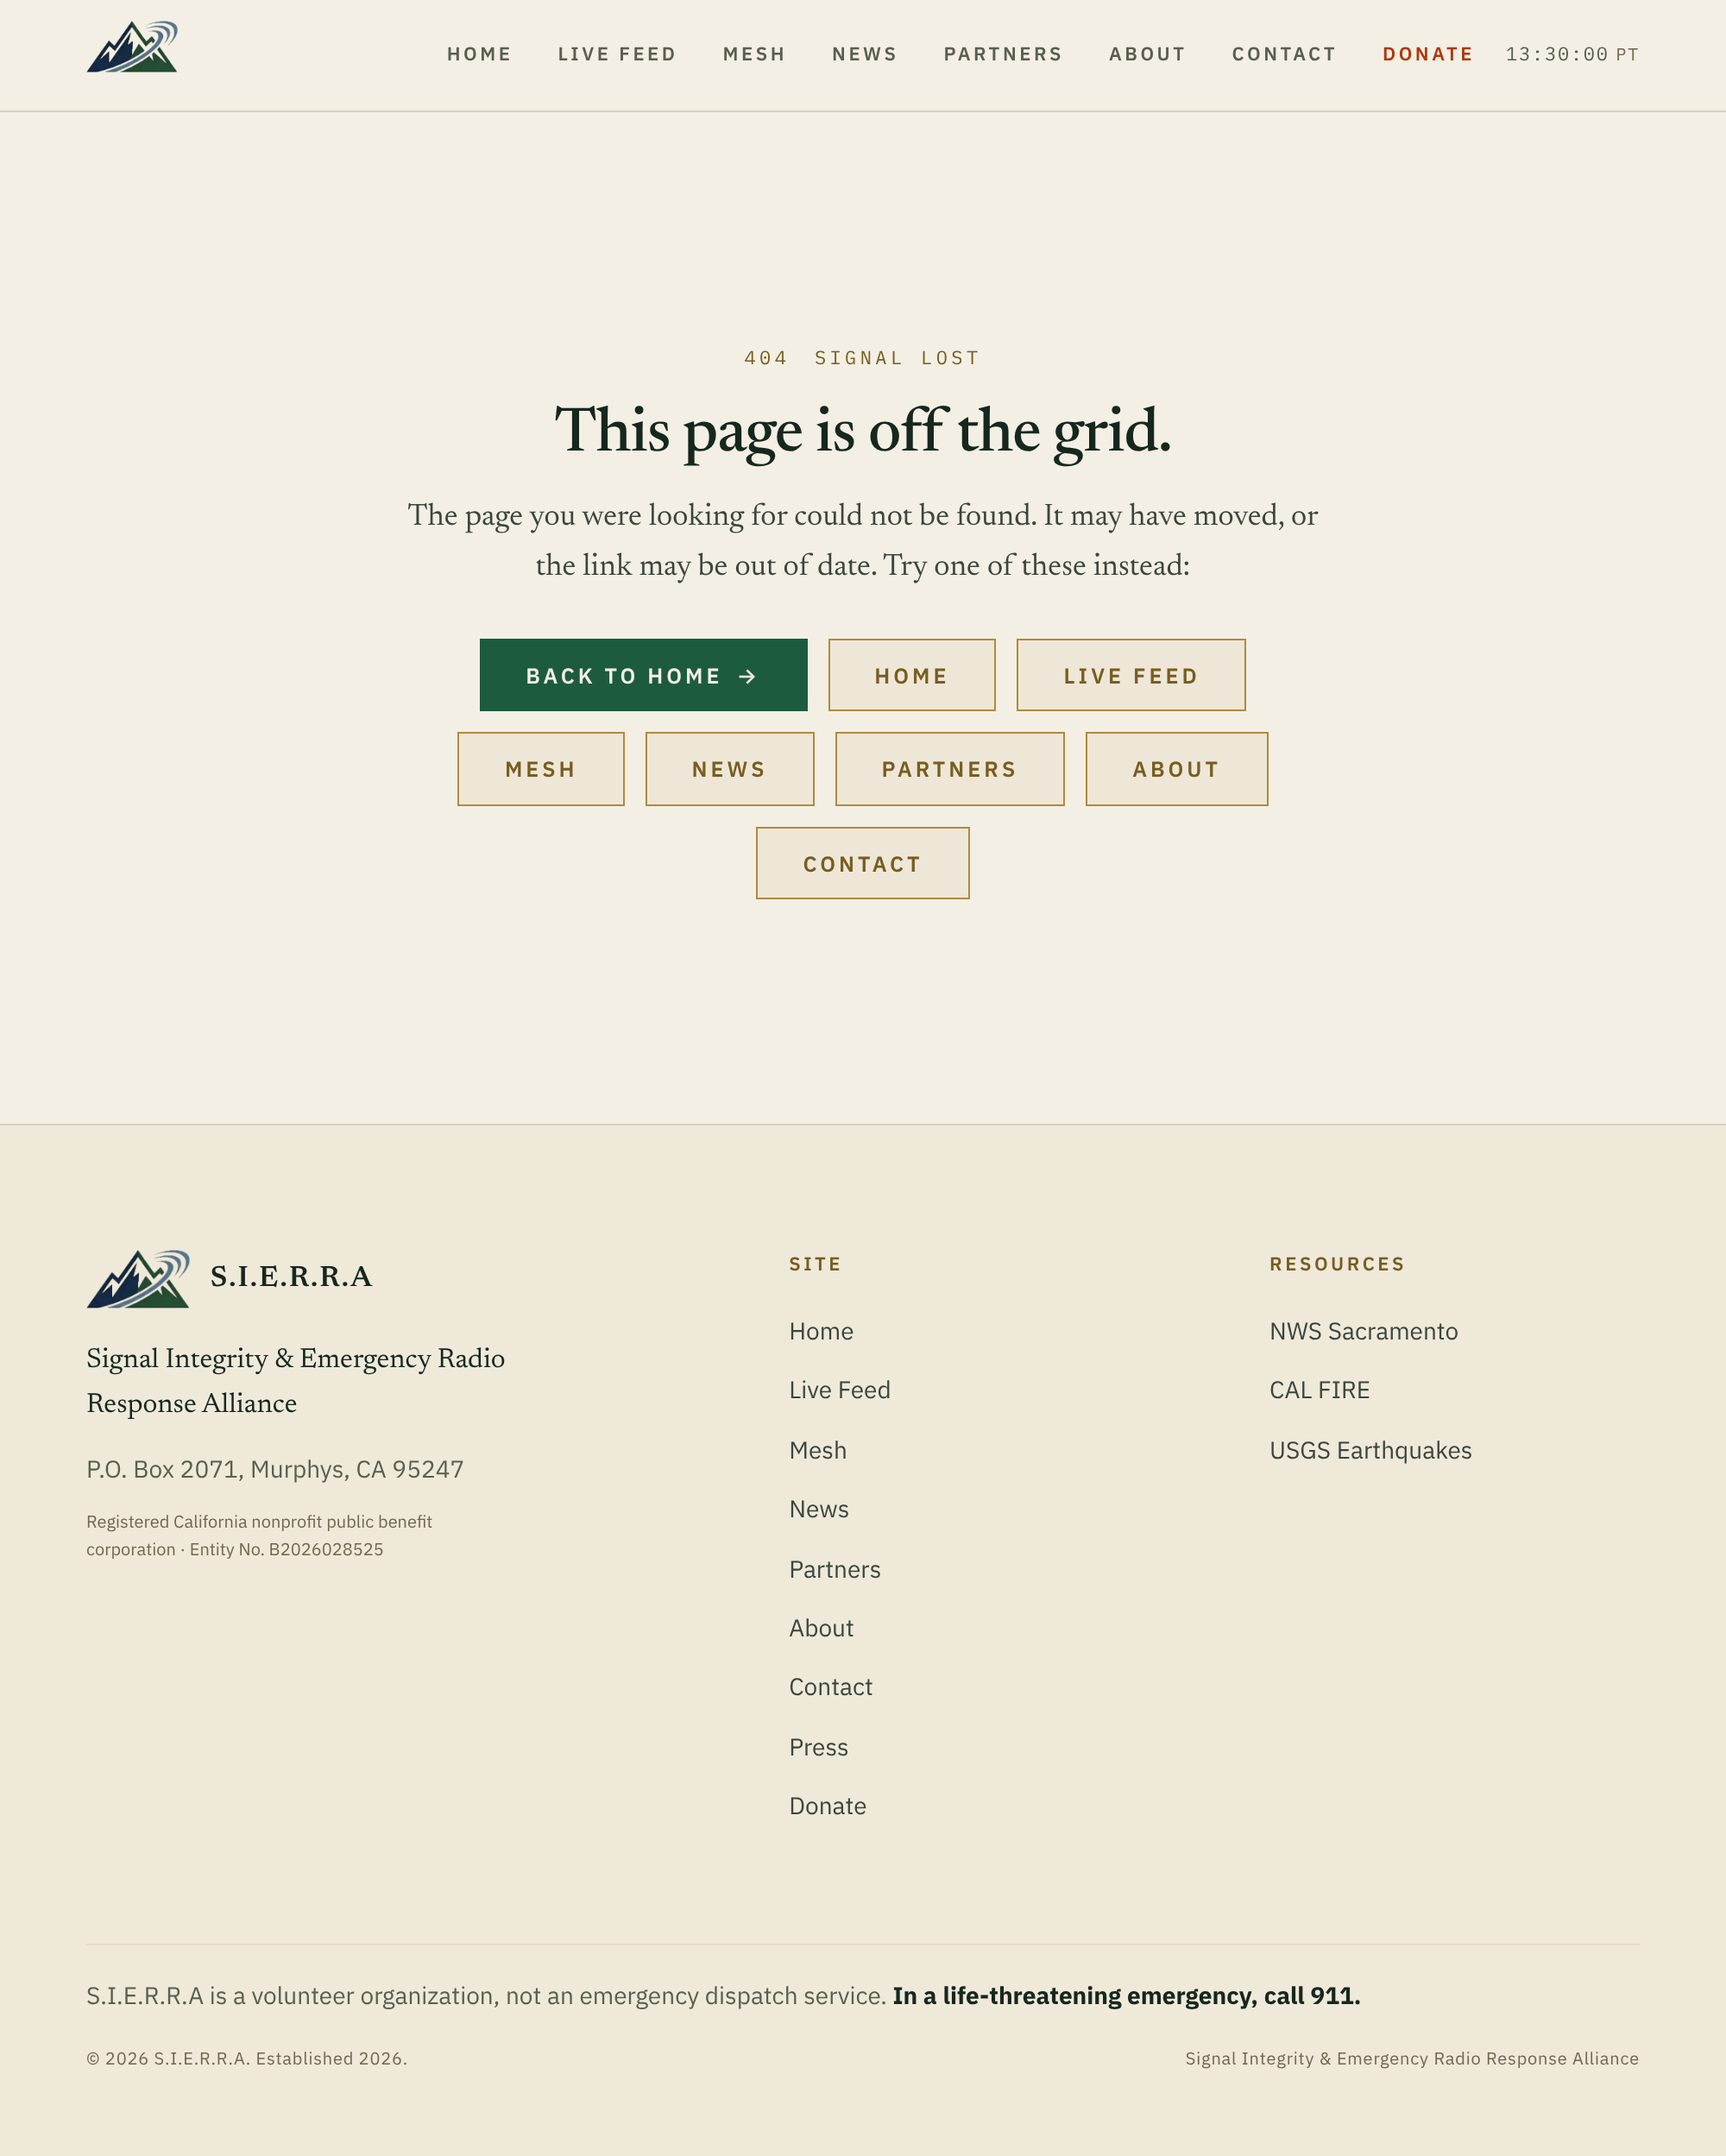 HOME LIVE FEED MESH NEWS PARTNERS ABOUT CONTACT DONATE 13:30:00 PT
404 SIGNAL LOST
This page is off the grid.
The page you were looking for could not be found. It may have moved, or
the link may be out of date. Try one of these instead:
BACK TO HOME → HOME LIVE FEED
MESH NEWS PARTNERS ABOUT
CONTACT
S.I.E.R.R.A
Signal Integrity & Emergency Radio
Response Alliance
P.O. Box 2071, Murphys, CA 95247
Registered California nonprofit public benefit
corporation · Entity No. B2026028525
SITE
Home
Live Feed
Mesh
News
Partners
About
Contact
Press
Donate
RESOURCES
NWS Sacramento
CAL FIRE
USGS Earthquakes
S.I.E.R.R.A is a volunteer organization, not an emergency dispatch service. In a life-threatening emergency, call 911.
© 2026 S.I.E.R.R.A. Established 2026.
Signal Integrity & Emergency Radio Response Alliance